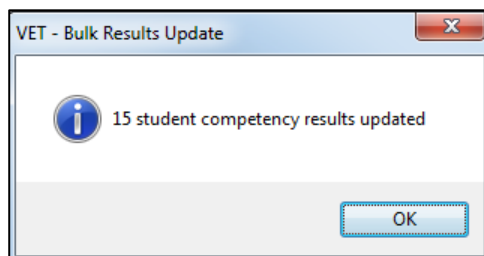 VET - Bulk Results Update
15 student competency results updated
OK